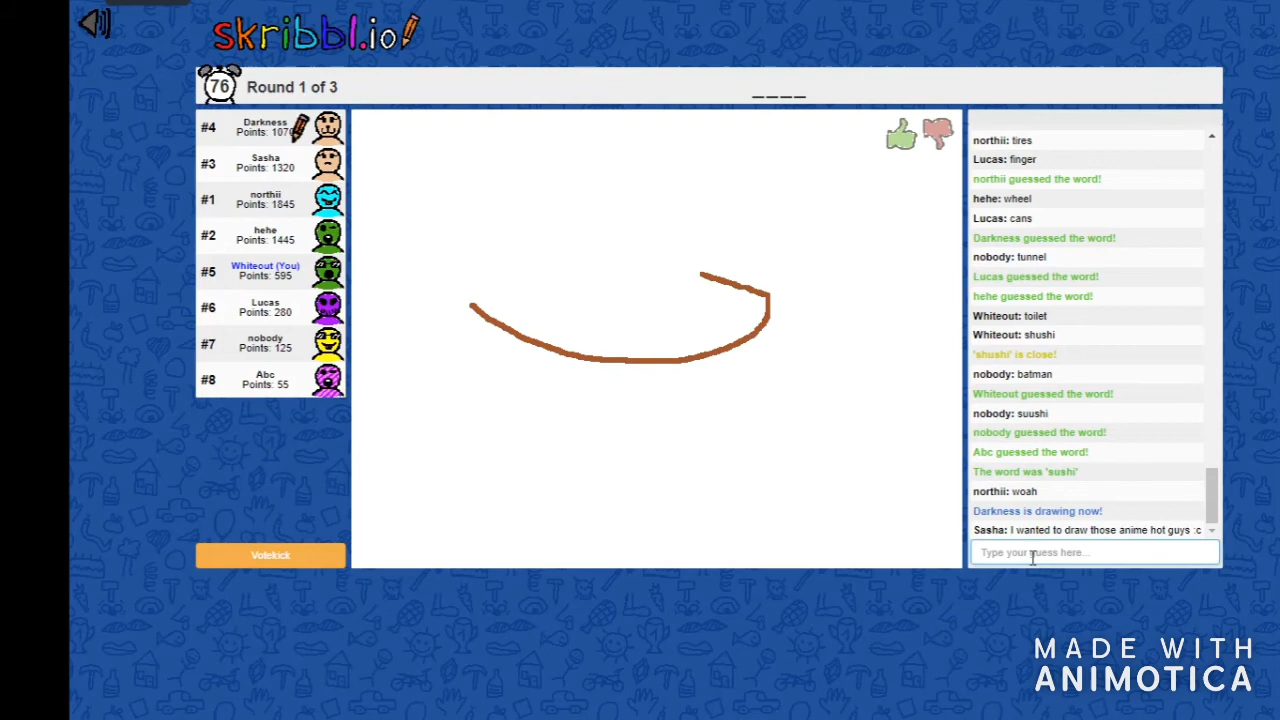 skribbl.io
76
Round 1 of 3
____
#4
Darkness
Points: 1070
#3
Sasha
Points: 1320
#1
northii
Points: 1845
#2
hehe
Points: 1445
#5
Whiteout (You)
Points: 595
#6
Lucas
Points: 280
#7
nobody
Points: 125
#8
Abc
Points: 55
Votekick
northii: tires
Lucas: finger
northii guessed the word!
hehe: wheel
Lucas: cans
Darkness guessed the word!
nobody: tunnel
Lucas guessed the word!
hehe guessed the word!
Whiteout: toilet
Whiteout: shushi
'shushi' is close!
nobody: batman
Whiteout guessed the word!
nobody: suushi
nobody guessed the word!
Abc guessed the word!
The word was 'sushi'
northii: woah
Darkness is drawing now!
Sasha: I wanted to draw those anime hot guys :c
Type your guess here...
MADE WITH
ANIMOTICA